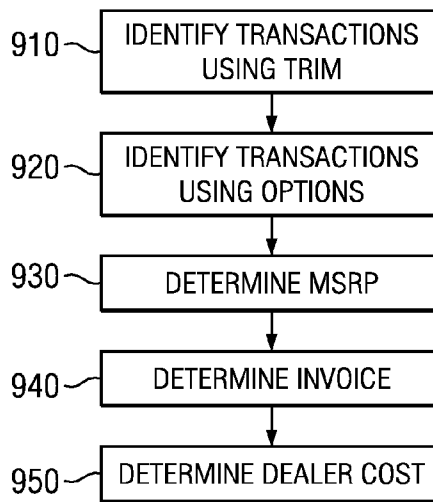 910
IDENTIFY TRANSACTIONS
USING TRIM
920
IDENTIFY TRANSACTIONS
USING OPTIONS
930
DETERMINE MSRP
940
DETERMINE INVOICE
950
DETERMINE DEALER COST